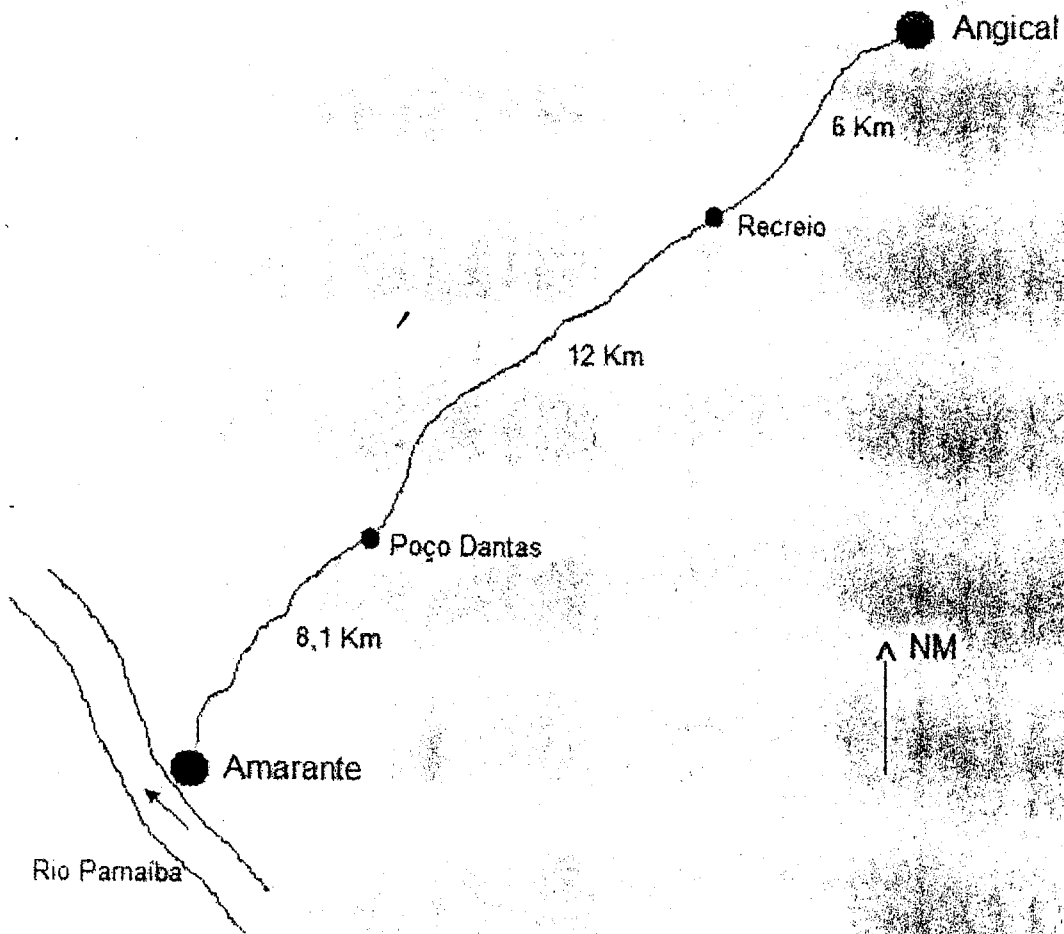 Angical
6 Km
Recreio
12 Km
Poço Dantas
8,1 Km
NM
Amarante
Rio Parnaíba